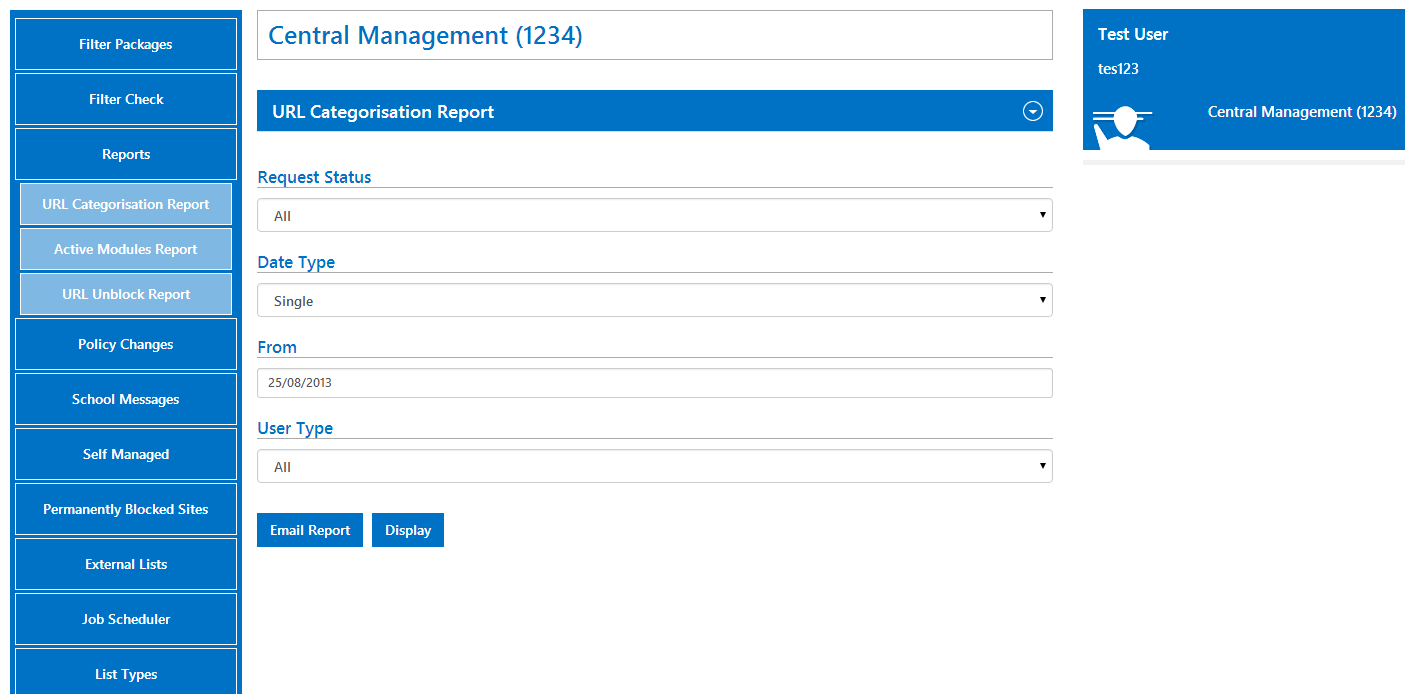 Filter Packages
Filter Check
Reports
URL Categorisation Report
Active Modules Report
URL Unblock Report
Policy Changes
School Messages
Self Managed
Permanently Blocked Sites
External Lists
Job Scheduler
List Types
Central Management (1234)
URL Categorisation Report
Request Status
All
Date Type
Single
From
25/08/2013
User Type
All
Email Report
Display
Test User
tes123
Central Management (1234)